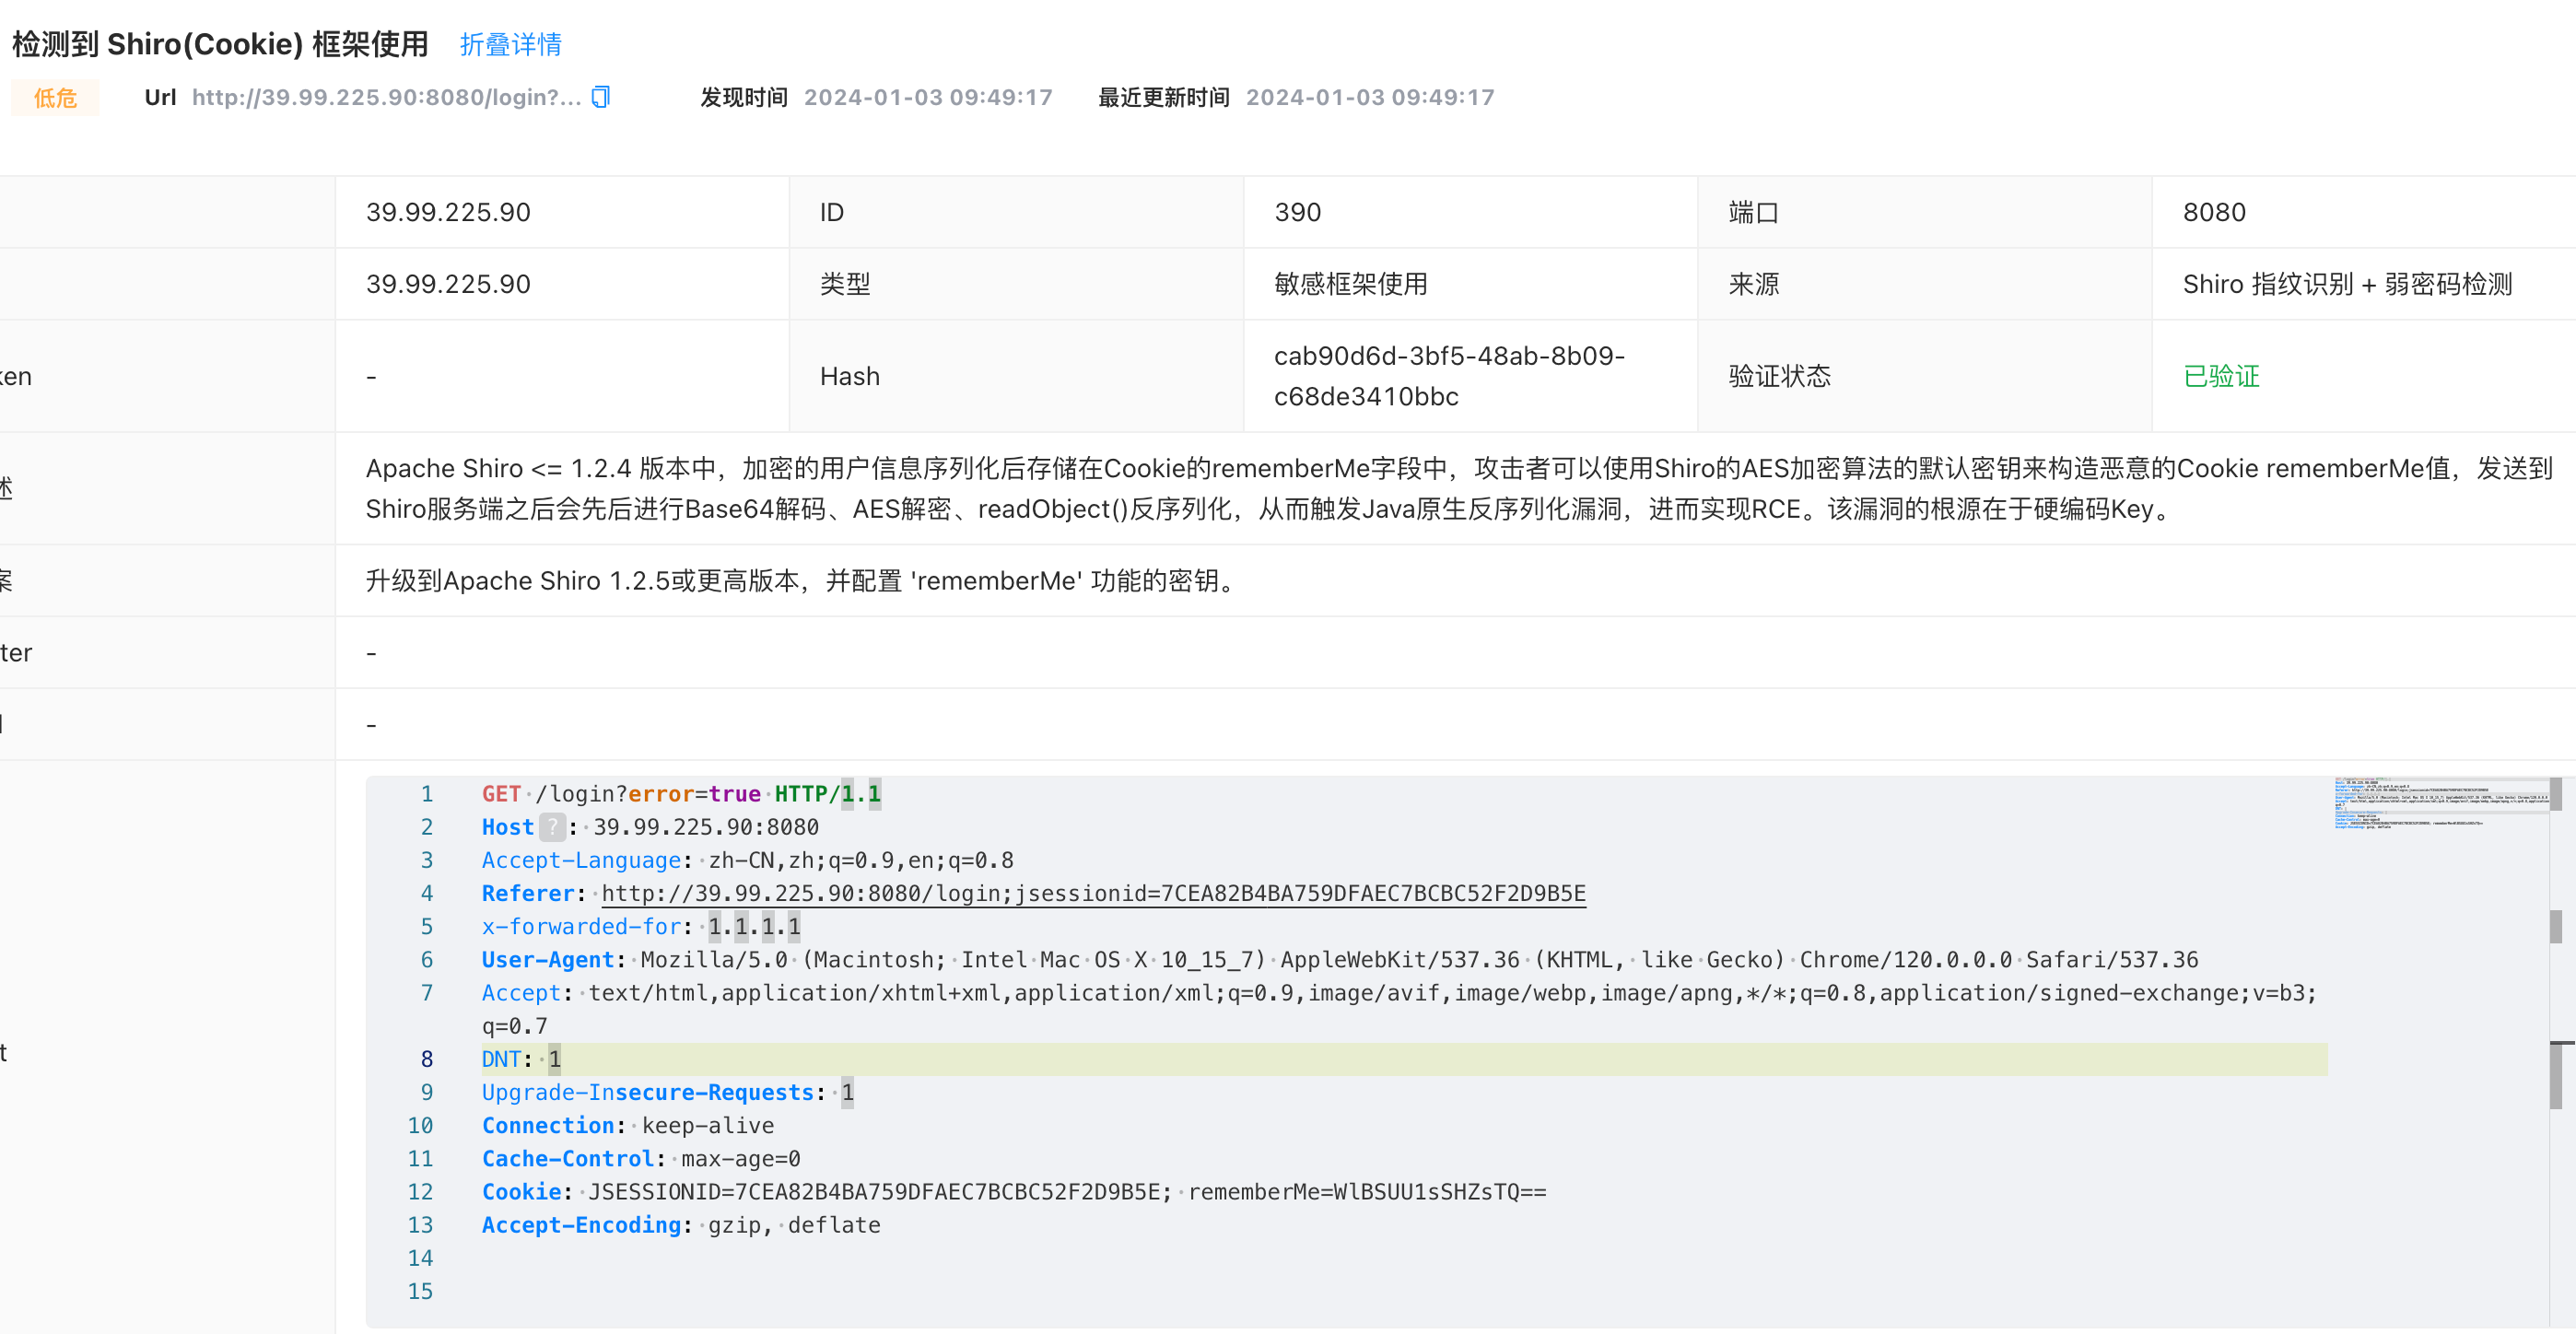 检测到 Shiro(Cookie) 框架使用 折叠详情
低危 Url http://39.99.225.90:8080/login?... 发现时间 2024-01-03 09:49:17 最近更新时间 2024-01-03 09:49:17
39.99.225.90 ID 390 端口 8080
39.99.225.90 类型 敏感框架使用 来源 Shiro 指纹识别 + 弱密码检测
cab90d6d-3bf5-48ab-8b09-
ken - Hash 验证状态 已验证
c68de3410bbc
Apache Shiro <= 1.2.4 版本中，加密的用户信息序列化后存储在Cookie的rememberMe字段中，攻击者可以使用Shiro的AES加密算法的默认密钥来构造恶意的Cookie rememberMe值，发送到
述
Shiro服务端之后会先后进行Base64解码、AES解密、readObject()反序列化，从而触发Java原生反序列化漏洞，进而实现RCE。该漏洞的根源在于硬编码Key。
案 升级到Apache Shiro 1.2.5或更高版本，并配置 'rememberMe' 功能的密钥。
ter -
-
1 GET /login?error=true HTTP/1.1
2 Host ? : 39.99.225.90:8080
3 Accept-Language: zh-CN,zh;q=0.9,en;q=0.8
4 Referer: http://39.99.225.90:8080/login;jsessionid=7CEA82B4BA759DFAEC7BCBC52F2D9B5E
5 x-forwarded-for: 1.1.1.1
6 User-Agent: Mozilla/5.0 (Macintosh; Intel Mac OS X 10_15_7) AppleWebKit/537.36 (KHTML, like Gecko) Chrome/120.0.0.0 Safari/537.36
7 Accept: text/html,application/xhtml+xml,application/xml;q=0.9,image/avif,image/webp,image/apng,*/*;q=0.8,application/signed-exchange;v=b3;
q=0.7
t
8 DNT: 1
9 Upgrade-Insecure-Requests: 1
10 Connection: keep-alive
11 Cache-Control: max-age=0
12 Cookie: JSESSIONID=7CEA82B4BA759DFAEC7BCBC52F2D9B5E; rememberMe=WlBSUU1sSHZsTQ==
13 Accept-Encoding: gzip, deflate
14
15